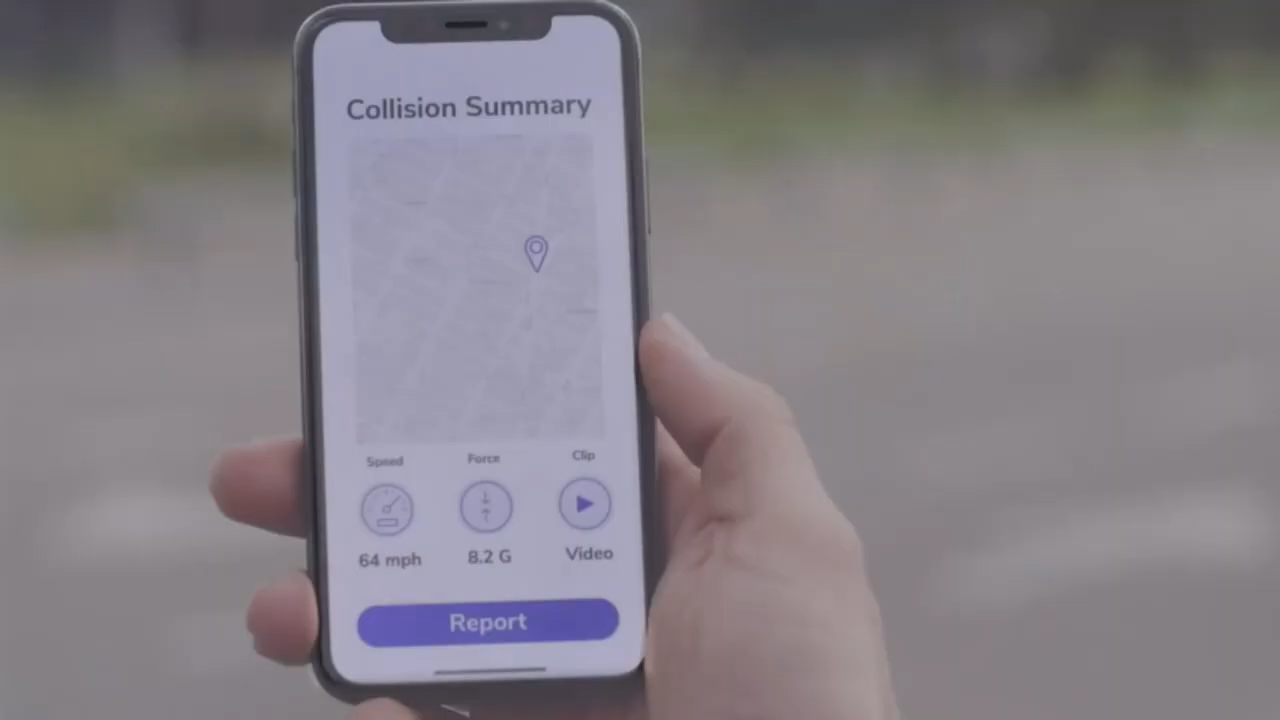 Collision Summary
Speed Force Clip
64 mph 8.2 G Video
Report